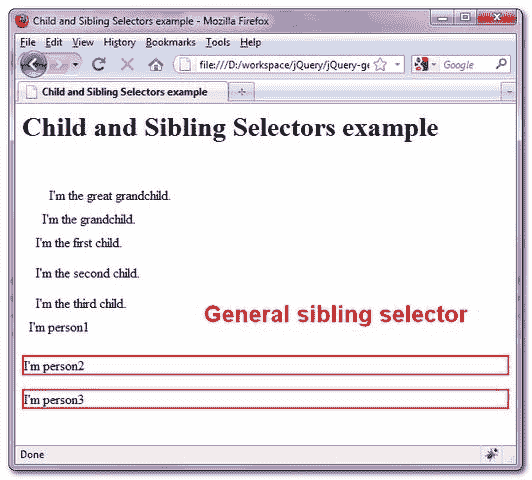 Child and Sibling Selectors example - Mozilla Firefox
File Edit View History Bookmarks Tools Help
file:///D:/workspace/jQuery/jQuery-ge
Google
Child and Sibling Selectors example
Child and Sibling Selectors example
I'm the great grandchild.
I'm the grandchild.
I'm the first child.
I'm the second child.
I'm the third child.
General sibling selector
I'm person1
I'm person2
I'm person3
Done